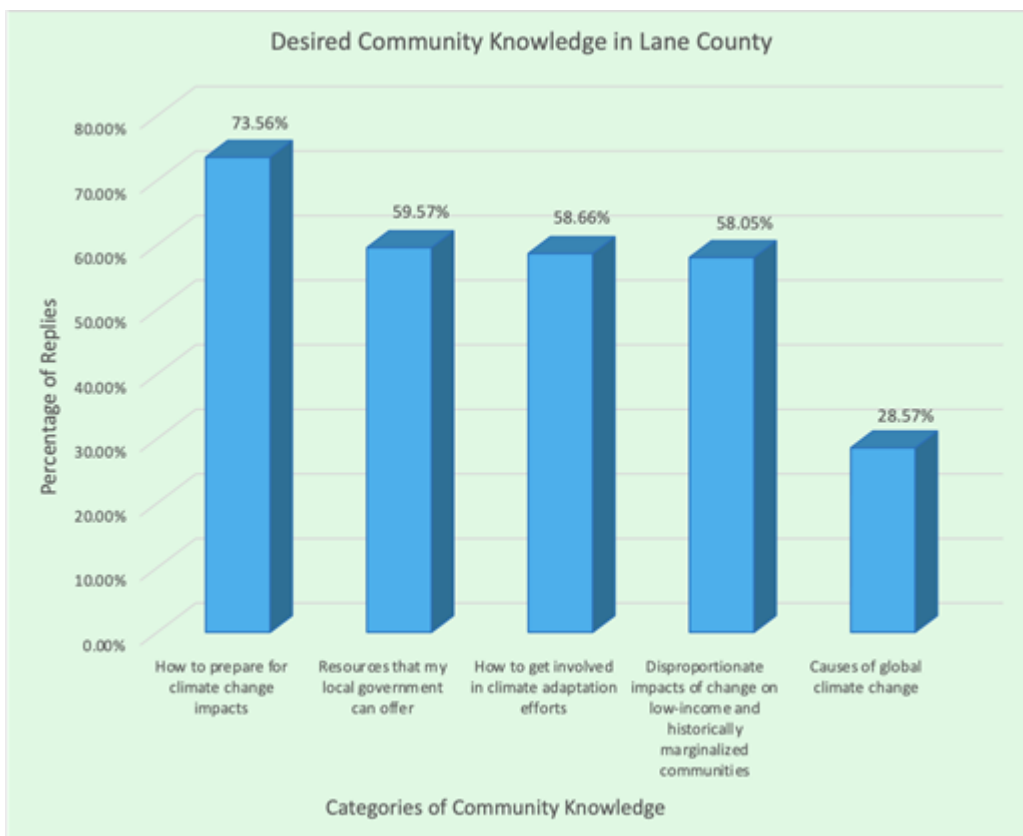 Desired Community Knowledge in Lane County
80.00%
70.00%
60.00%
50.00%
40.00%
30.00%
20.00%
10.00%
0.00%
Percentage of Replies
73.56%
59.57%
58.66%
58.05%
28.57%
How to prepare for
climate change
impacts
Resources that my
local government
can offer
How to get involved
in climate adaptation
efforts
Disproportionate
impacts of change on
low-income and
historically
marginalized
communities
Causes of global
climate change
Categories of Community Knowledge